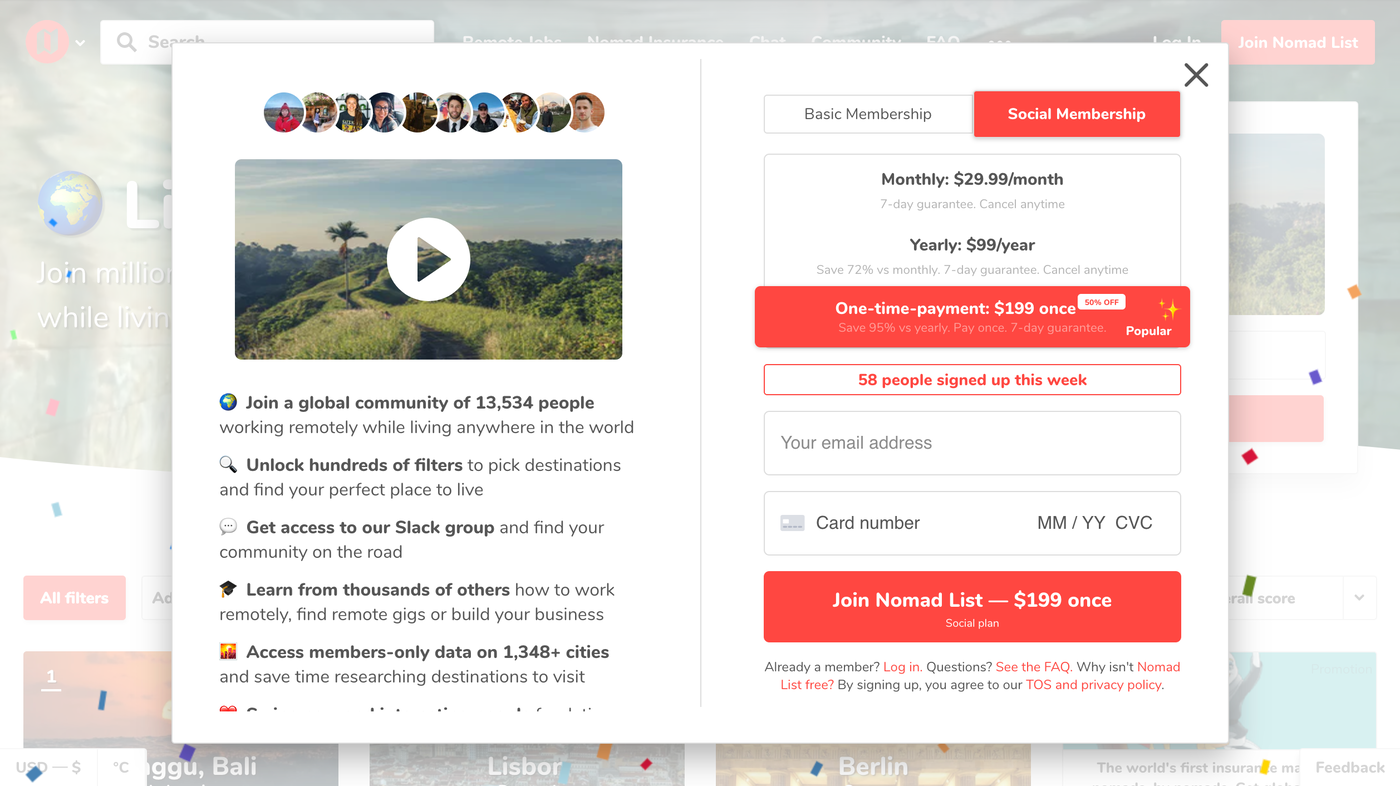 Search
Remote Jobs Nomad Insurance Chat Community FAQ
Log In
Join Nomad List
Li
Join million
while livin
All filters
Ad
erall score
Basic Membership
Social Membership
Monthly: $29.99/month
7-day guarantee. Cancel anytime
Yearly: $99/year
Save 72% vs monthly. 7-day guarantee. Cancel anytime
One-time-payment: $199 once 50% OFF
Save 95% vs yearly. Pay once. 7-day guarantee.
Popular
58 people signed up this week
Your email address
Card number MM / YY CVC
Join Nomad List — $199 once
Social plan
Already a member? Log in. Questions? See the FAQ. Why isn't Nomad
List free? By signing up, you agree to our TOS and privacy policy.
Join a global community of 13,534 people
working remotely while living anywhere in the world
Unlock hundreds of filters to pick destinations
and find your perfect place to live
Get access to our Slack group and find your
community on the road
Learn from thousands of others how to work
remotely, find remote gigs or build your business
Access members-only data on 1,348+ cities
and save time researching destinations to visit
1
Promotion
USD — $ °C
nggu, Bali
Lisbon
Berlin
The world's first insurance ma
Feedback